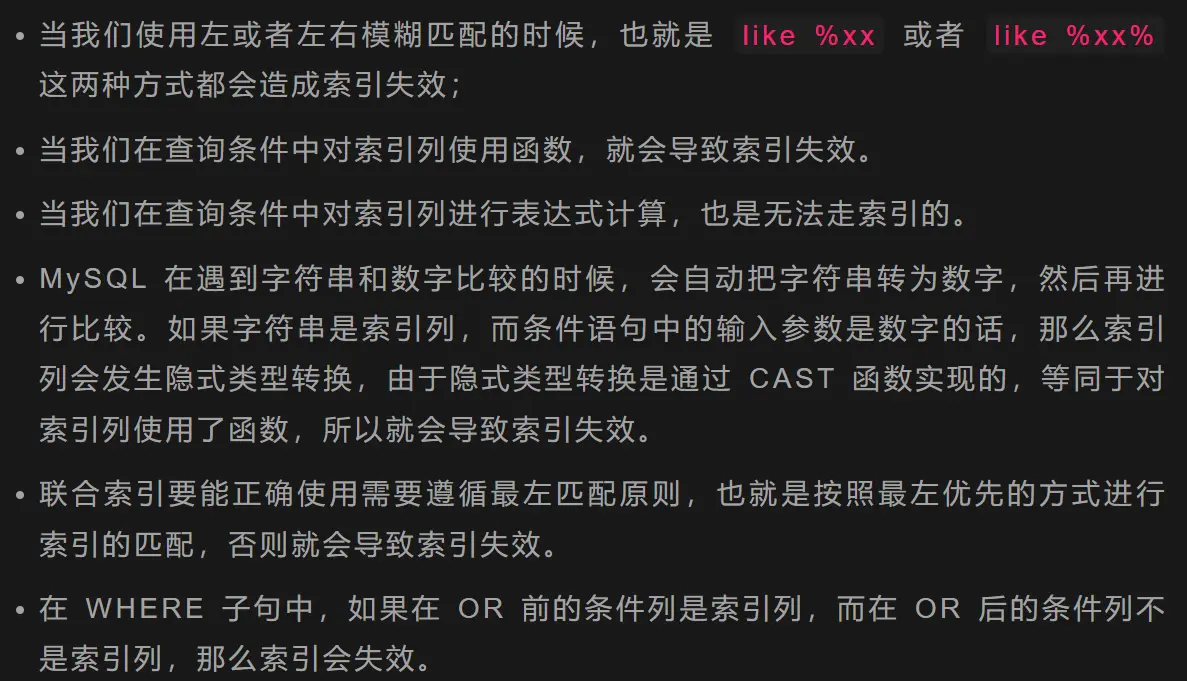 • 当我们使用左或者左右模糊匹配的时候，也就是 like %xx 或者 like %xx%
这两种方式都会造成索引失效；
• 当我们在查询条件中对索引列使用函数，就会导致索引失效。
• 当我们在查询条件中对索引列进行表达式计算，也是无法走索引的。
• MySQL 在遇到字符串和数字比较的时候，会自动把字符串转为数字，然后再进
行比较。如果字符串是索引列，而条件语句中的输入参数是数字的话，那么索引
列会发生隐式类型转换，由于隐式类型转换是通过 CAST 函数实现的，等同于对
索引列使用了函数，所以就会导致索引失效。
• 联合索引要能正确使用需要遵循最左匹配原则，也就是按照最左优先的方式进行
索引的匹配，否则就会导致索引失效。
• 在 WHERE 子句中，如果在 OR 前的条件列是索引列，而在 OR 后的条件列不
是索引列，那么索引会失效。